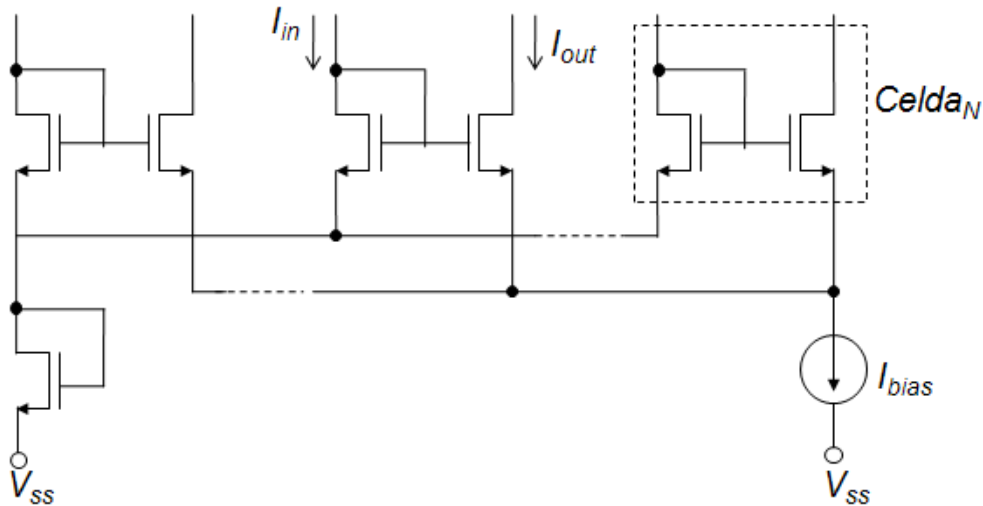 I_in
I_out
Celda_N
I_bias
V_ss
V_ss